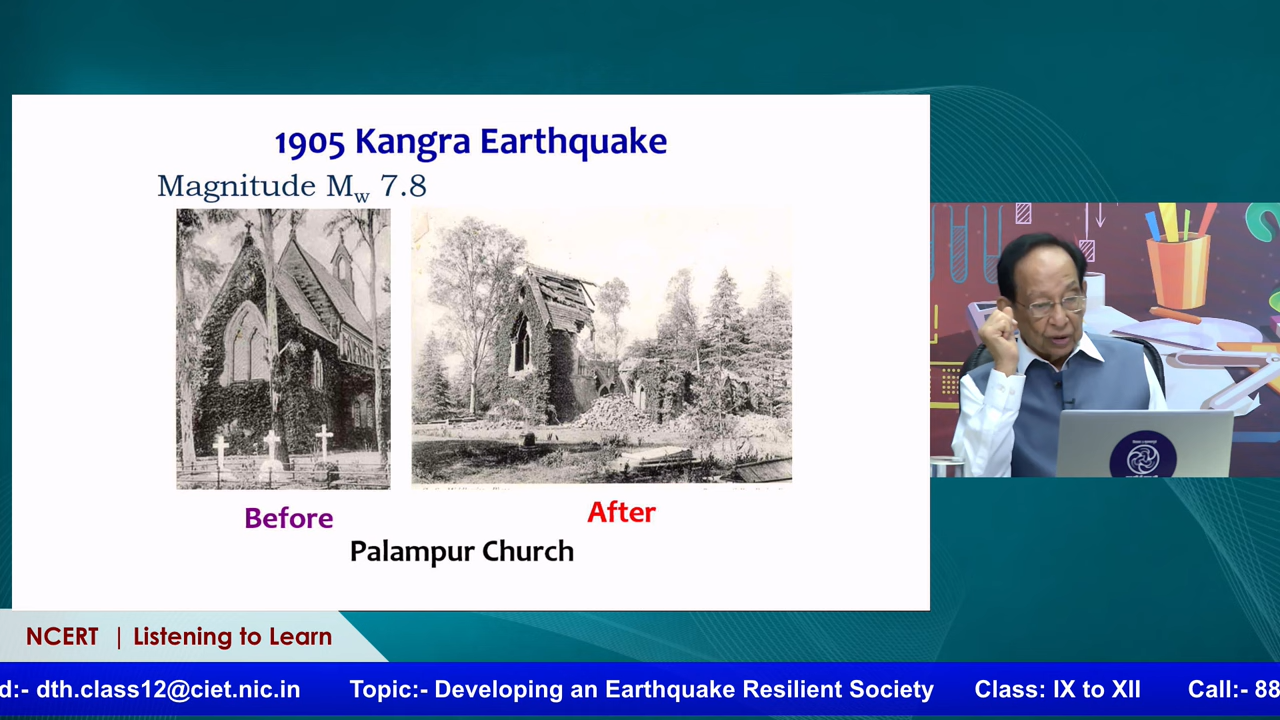 1905 Kangra Earthquake
Magnitude Mw 7.8
Before
After
Palampur Church
NCERT | Listening to Learn
d:- dth.class12@ciet.nic.in Topic:- Developing an Earthquake Resilient Society Class: IX to XII Call:- 88